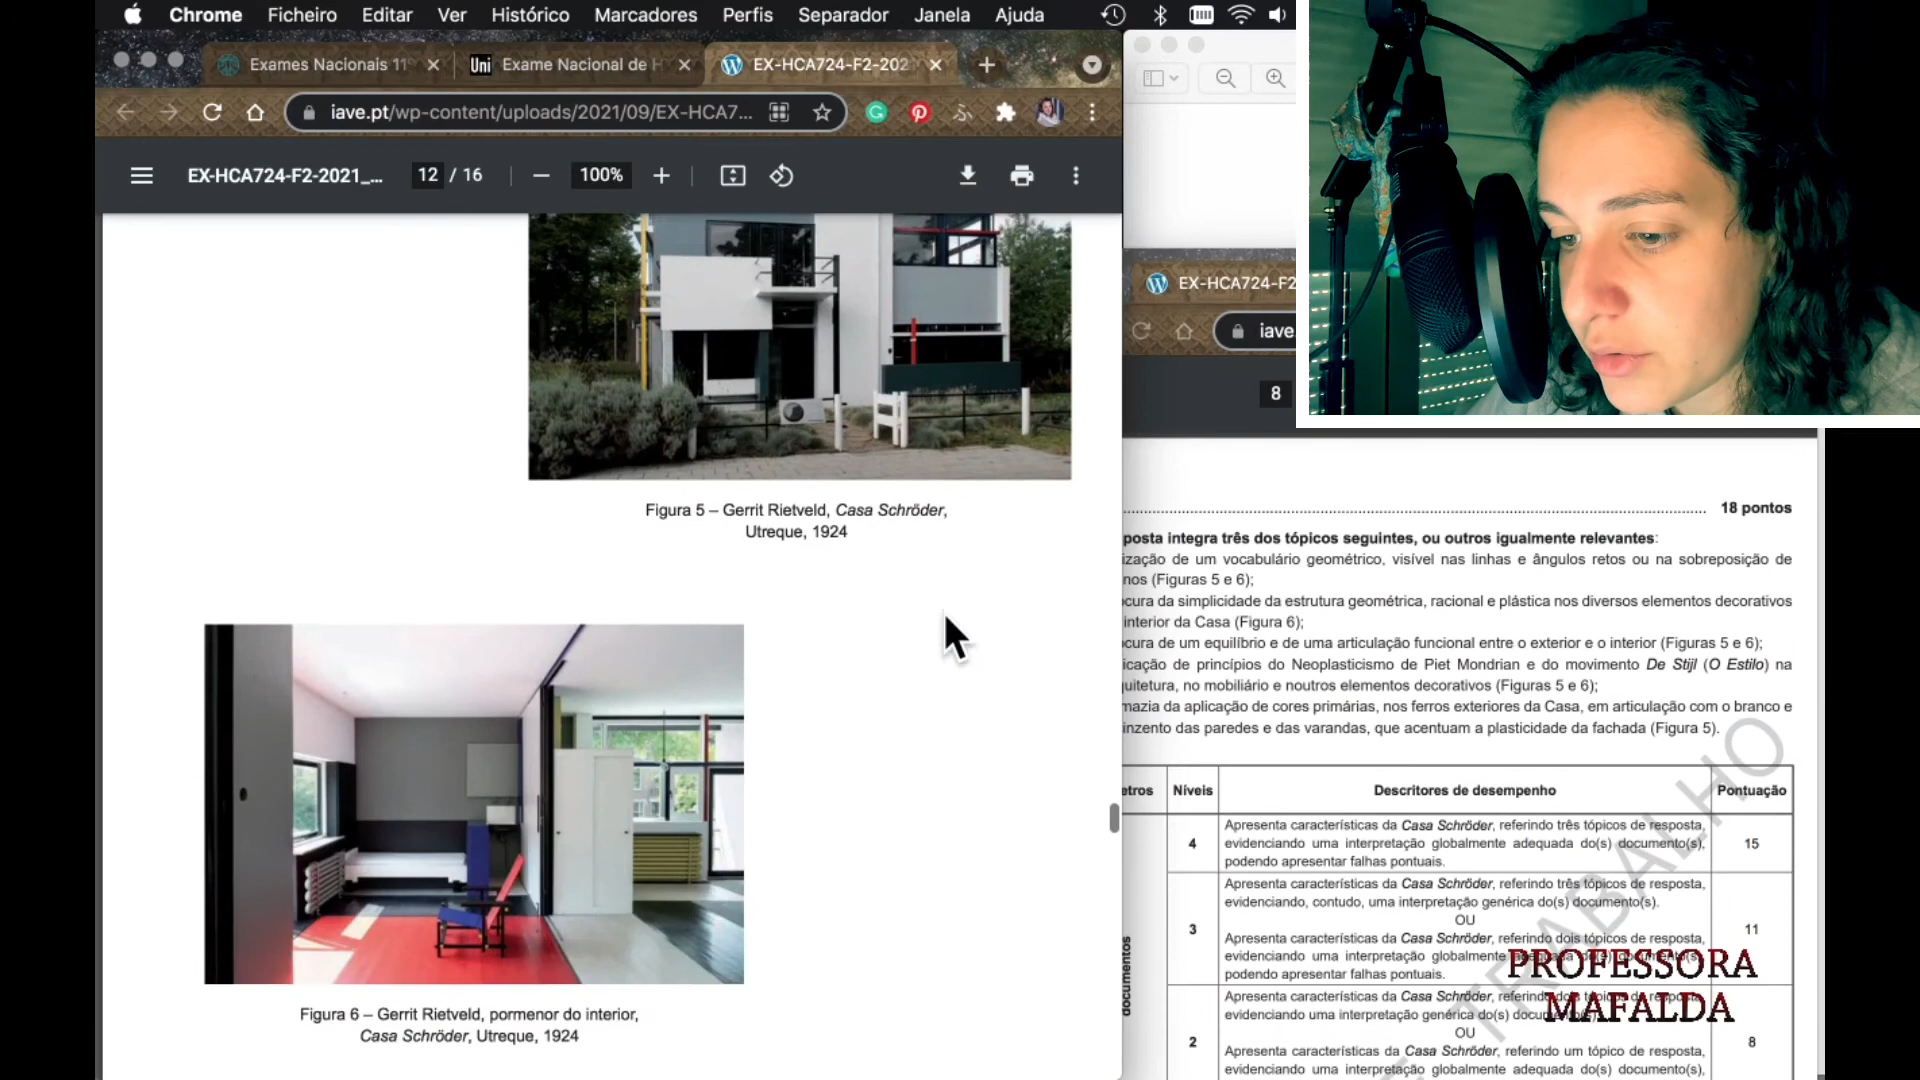 Chrome Ficheiro Editar Ver Histórico Marcadores Perfis Separador Janela Ajuda
Exames Nacionais 11º
Uni Exame Nacional de H
EX-HCA724-F2-202
iave.pt/wp-content/uploads/2021/09/EX-HCA7...
EX-HCA724-F2-2021_... 12 / 16 100%
Figura 5 – Gerrit Rietveld, Casa Schröder,
Utreque, 1924
Figura 6 – Gerrit Rietveld, pormenor do interior,
Casa Schröder, Utreque, 1924
EX-HCA724-F2
iave.
8
18 pontos
posta integra três dos tópicos seguintes, ou outros igualmente relevantes:
ização de um vocabulário geométrico, visível nas linhas e ângulos retos ou na sobreposição de
nos (Figuras 5 e 6);
cura da simplicidade da estrutura geométrica, racional e plástica nos diversos elementos decorativos
interior da Casa (Figura 6);
cura de um equilíbrio e de uma articulação funcional entre o exterior e o interior (Figuras 5 e 6);
icação de princípios do Neoplasticismo de Piet Mondrian e do movimento De Stijl (O Estilo) na
uitetura, no mobiliário e noutros elementos decorativos (Figuras 5 e 6);
mazia da aplicação de cores primárias, nos ferros exteriores da Casa, em articulação com o branco e
inzento das paredes e das varandas, que acentuam a plasticidade da fachada (Figura 5).
etros Níveis Descritores de desempenho Pontuação
documentos
4
Apresenta características da Casa Schröder, referindo três tópicos de resposta,
evidenciando uma interpretação globalmente adequada do(s) documento(s),
podendo apresentar falhas pontuais.
15
3
Apresenta características da Casa Schröder, referindo três tópicos de resposta,
evidenciando, contudo, uma interpretação genérica do(s) documento(s).
OU
Apresenta características da Casa Schröder, referindo dois tópicos de resposta,
evidenciando uma interpretação globalmente adequada do(s) documento(s),
podendo apresentar falhas pontuais.
11
2
Apresenta características da Casa Schröder, referindo dois tópicos de resposta,
evidenciando uma interpretação genérica do(s) documento(s).
OU
Apresenta características da Casa Schröder, referindo um tópico de resposta,
evidenciando uma interpretação globalmente adequada do(s) documento(s),
8
TRABALHO
PROFESSORA
MAFALDA